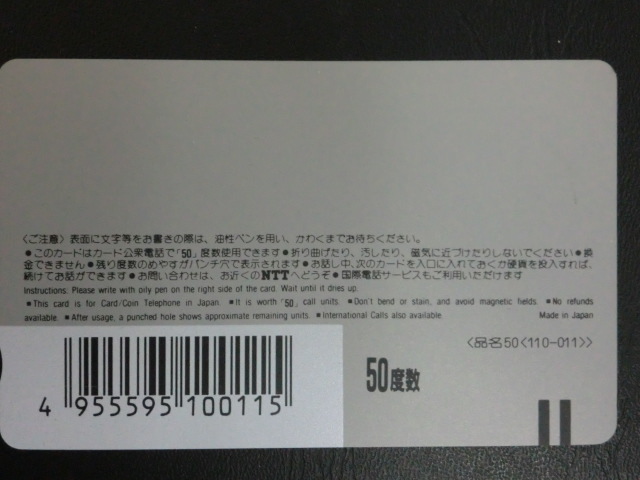 〈ご注意〉表面に文字等をお書きの際は、油性ペンを用い、かわくまでお待ちください。
●このカードはカード公衆電話で「50」度数使用できます●折り曲げたり、汚したり、磁気に近づけたりしないでください●換
金できません●残り度数のめやすがパンチ穴で表示されます●お話し中、次のカードを入口に入れておくか硬貨を投入すれば、
続けてお話ができます●お問い合わせは、お近くのNTTへどうぞ●国際電話サービスもご利用いただけます
Instructions: Please write with oily pen on the right side of the card. Wait until it dries up.
■This card is for Card/Coin Telephone in Japan. ■It is worth「50」call units. ■Don't bend or stain, and avoid magnetic fields. ■No refunds
available. ■After usage, a punched hole shows approximate remaining units. ■International Calls also available. Made in Japan
〈品名50〈110-011〉〉
50度数
4 955595 100115